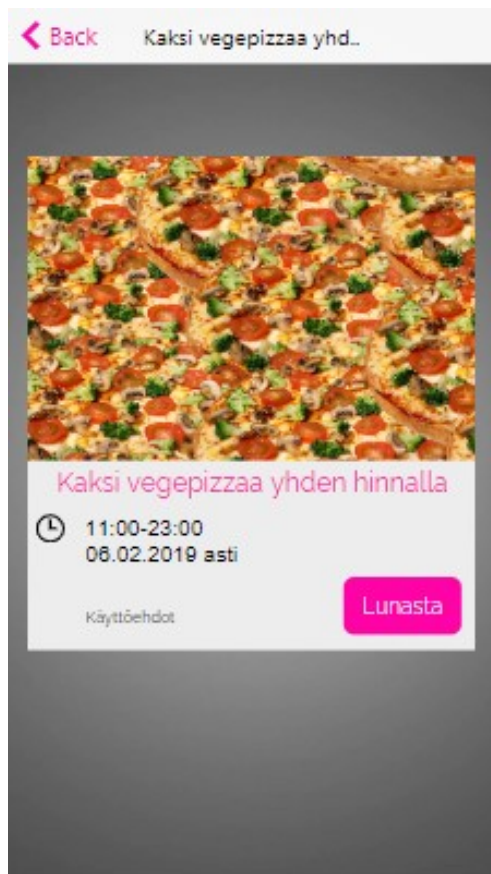 Back Kaksi vegepizzaa yhd..
Kaksi vegepizzaa yhden hinnalla
11:00-23:00
06.02.2019 asti
Käyttöehdot
Lunasta